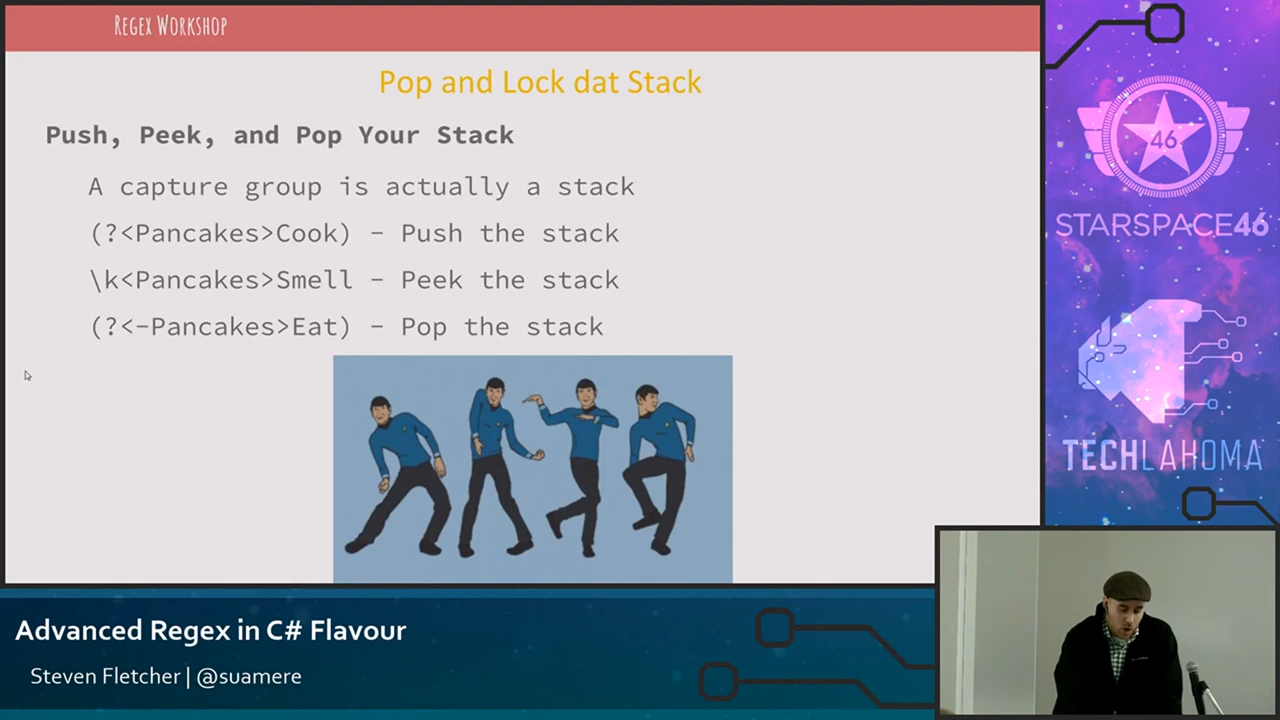 Regex Workshop
Pop and Lock dat Stack
Push, Peek, and Pop Your Stack
A capture group is actually a stack
(?<Pancakes>Cook) – Push the stack
\k<Pancakes>Smell – Peek the stack
(?<-Pancakes>Eat) – Pop the stack
46
STARSPACE46
TECHLAHOMA
Advanced Regex in C# Flavour
Steven Fletcher | @suamere